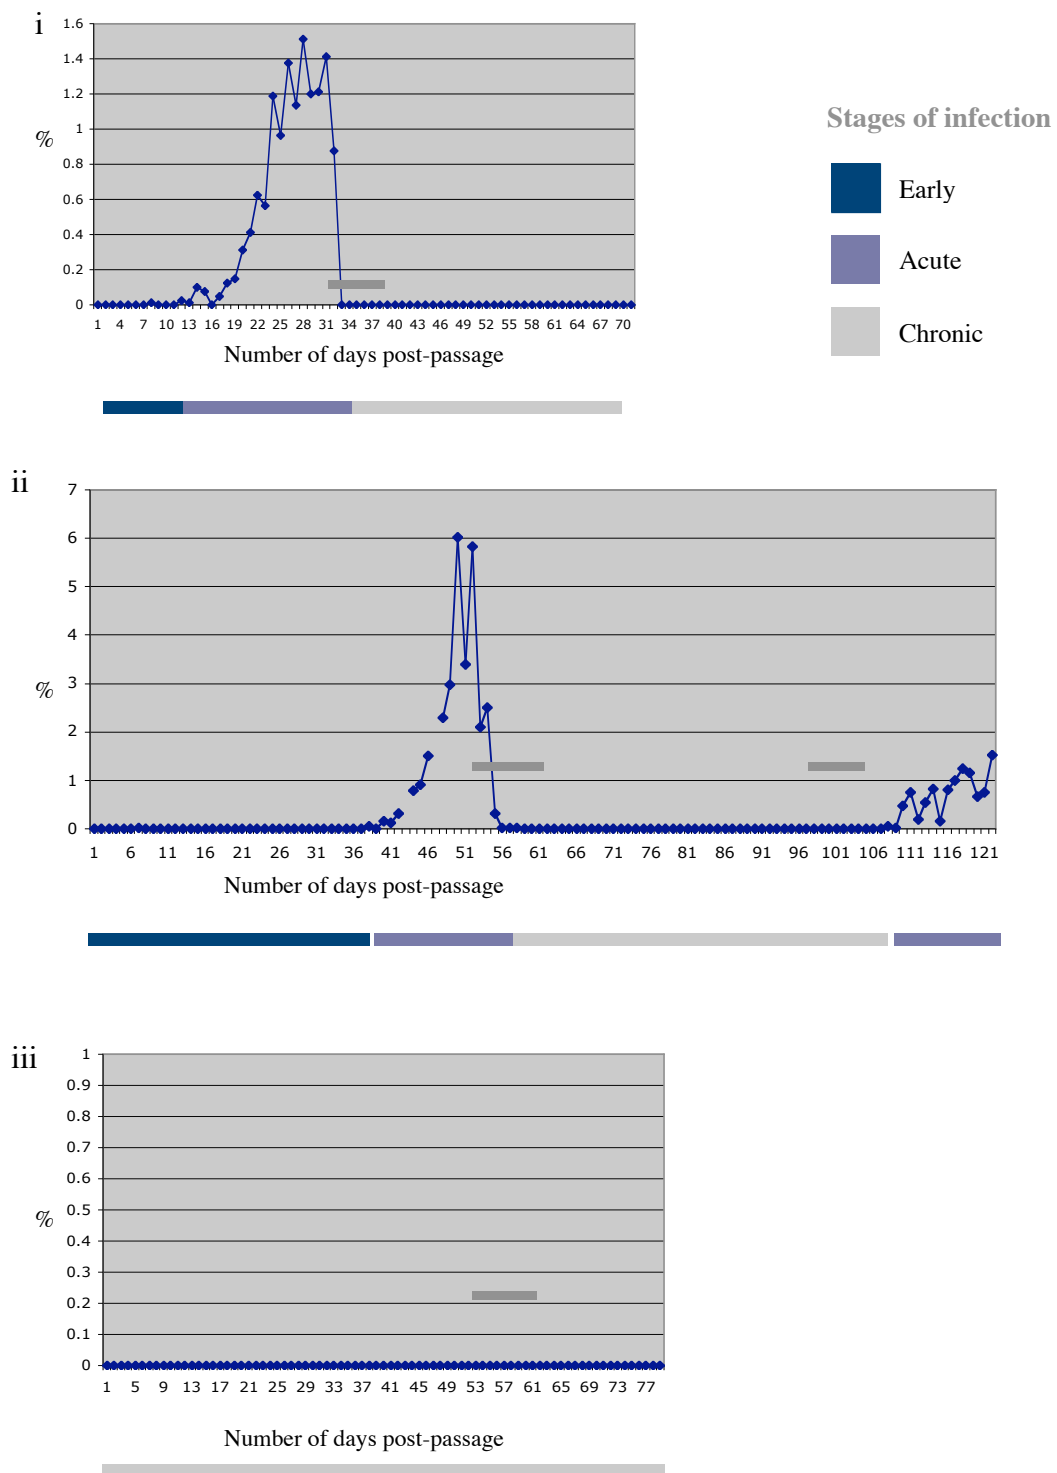 i
1.6
1.4
1.2
1
0.8
0.6
0.4
0.2
0
%
1 4 7 10 13 16 19 22 25 28 31 34 37 40 43 46 49 52 55 58 61 64 67 70
Number of days post-passage
Stages of infection
Early
Acute
Chronic
ii
7
6
5
4
3
2
1
0
%
1 6 11 16 21 26 31 36 41 46 51 56 61 66 71 76 81 86 91 96 101 106 111 116 121
Number of days post-passage
iii
1
0.9
0.8
0.7
0.6
0.5
0.4
0.3
0.2
0.1
0
%
1 5 9 13 17 21 25 29 33 37 41 45 49 53 57 61 65 69 73 77
Number of days post-passage